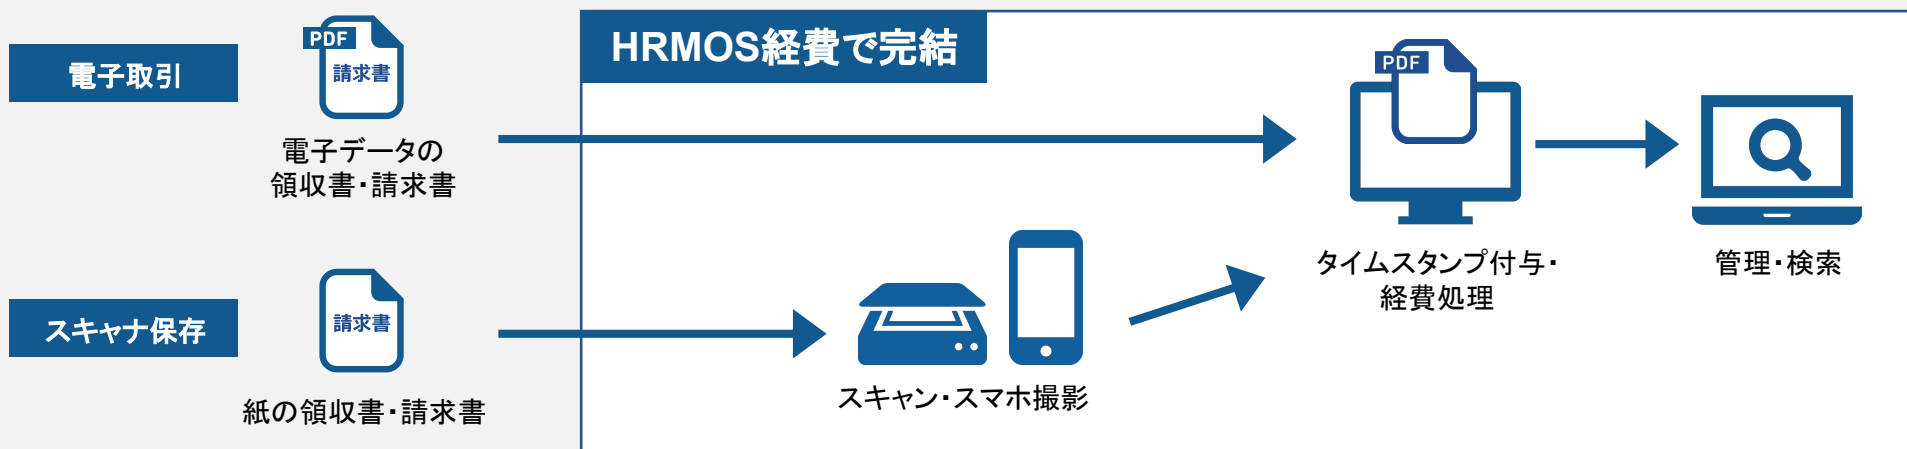 電子取引
PDF
請求書
電子データの
領収書・請求書
HRMOS経費で完結
PDF
タイムスタンプ付与・
経費処理
管理・検索
スキャナ保存
請求書
紙の領収書・請求書
スキャン・スマホ撮影